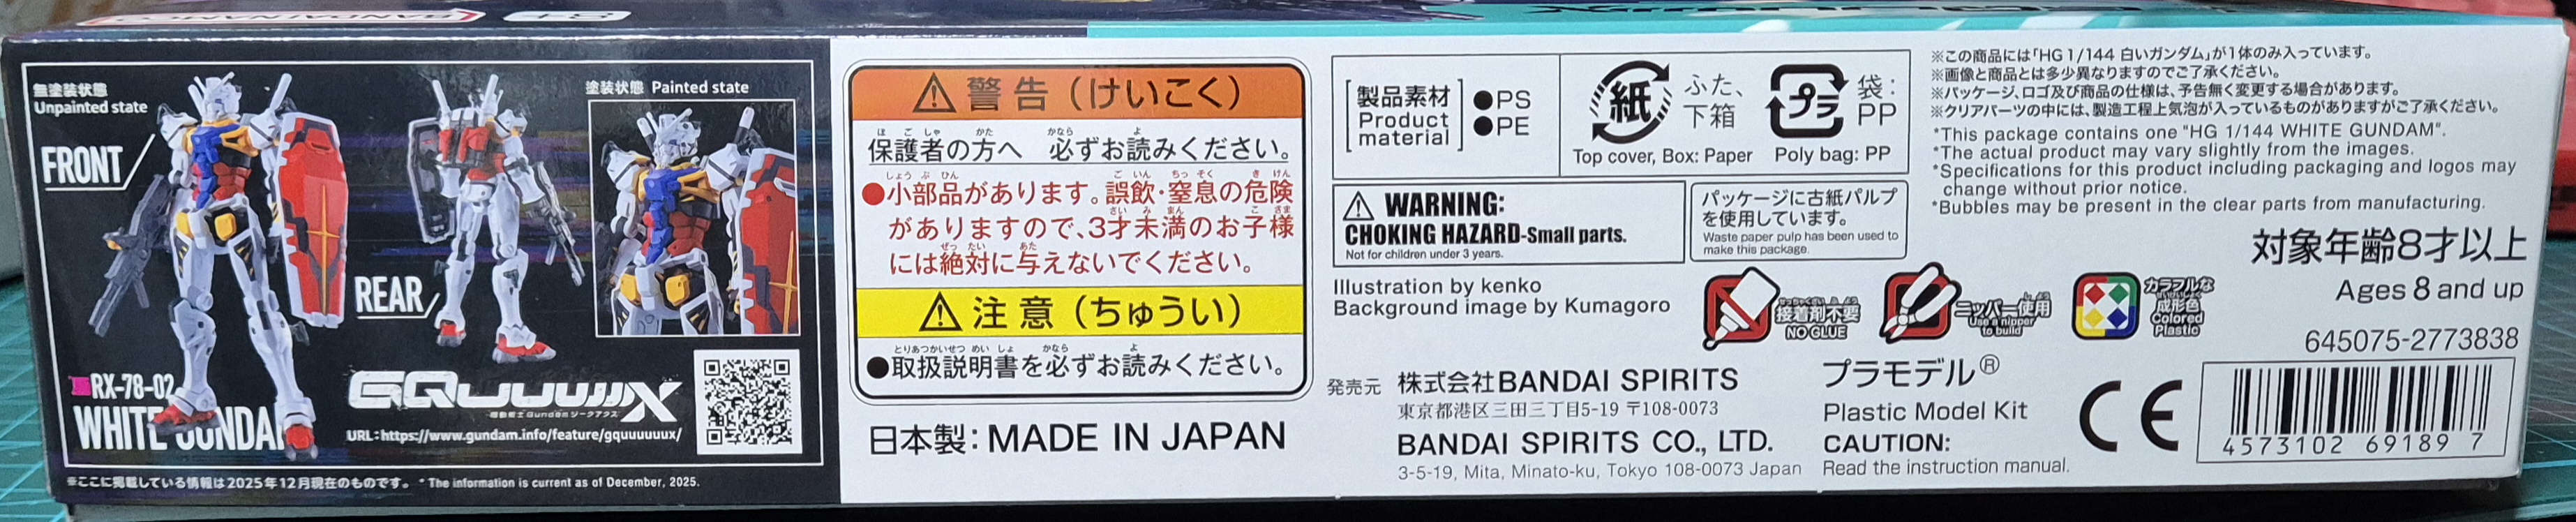 BANDAI NAMCO
8+
無塗装状態
Unpainted state
塗装状態 Painted state
FRONT
REAR
RX-78-02
WHITE GUNDAM
GQuuuuuuX
機動戦士Gundam ジークアクス
URL:https://www.gundam.info/feature/gquuuuuux/
※ここに掲載している情報は2025年12月現在のものです。 * The information is current as of December, 2025.
警告（けいこく）
保護者の方へ 必ずお読みください。
●小部品があります。誤飲・窒息の危険
がありますので、3才未満のお子様
には絶対に与えないでください。
注意（ちゅうい）
●取扱説明書を必ずお読みください。
日本製：MADE IN JAPAN
製品素材
Product
material
●PS
●PE
紙
ふた、
下箱
Top cover, Box: Paper
プラ
袋：
PP
Poly bag: PP
WARNING:
CHOKING HAZARD-Small parts.
Not for children under 3 years.
パッケージに古紙パルプ
を使用しています。
Waste paper pulp has been used to
make this package.
Illustration by kenko
Background image by Kumagoro
接着剤不要
NO GLUE
ニッパー使用
Use a nipper
to build
カラフルな
成形色
Colored
Plastic
発売元
株式会社BANDAI SPIRITS
東京都港区三田三丁目5-19 〒108-0073
BANDAI SPIRITS CO., LTD.
3-5-19, Mita, Minato-ku, Tokyo 108-0073 Japan
プラモデル®
Plastic Model Kit
CAUTION:
Read the instruction manual.
CE
※この商品には「HG 1/144 白いガンダム」が1体のみ入っています。
※画像と商品とは多少異なりますのでご了承ください。
※パッケージ、ロゴ及び商品の仕様は、予告無く変更する場合があります。
※クリアパーツの中には、製造工程上気泡が入っているものがありますがご了承ください。
*This package contains one "HG 1/144 WHITE GUNDAM".
*The actual product may vary slightly from the images.
*Specifications for this product including packaging and logos may
change without prior notice.
*Bubbles may be present in the clear parts from manufacturing.
対象年齢8才以上
Ages 8 and up
645075-2773838
4573102 69189 7